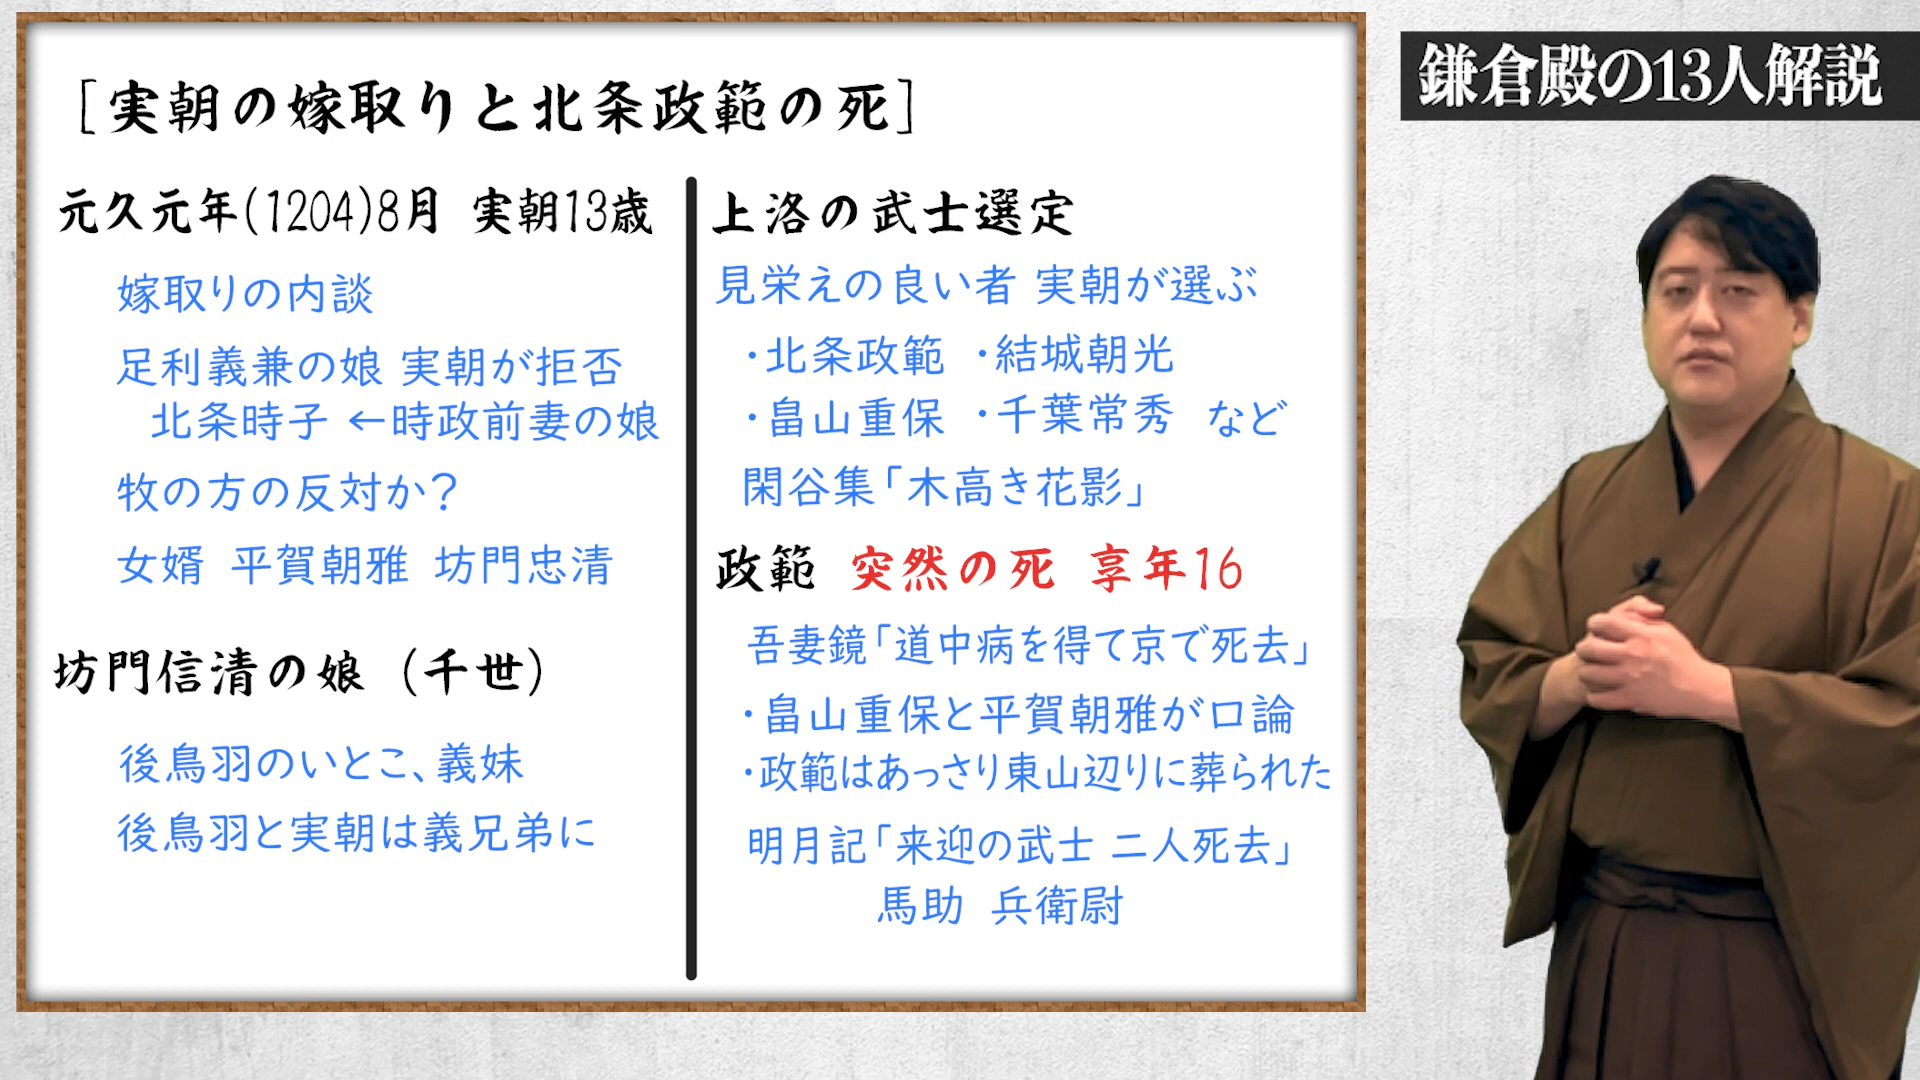 [実朝の嫁取りと北条政範の死]
元久元年(1204)8月 実朝13歳
嫁取りの内談
足利義兼の娘 実朝が拒否
北条時子 ←時政前妻の娘
牧の方の反対か?
女婿 平賀朝雅 坊門忠清
坊門信清の娘 (千世)
後鳥羽のいとこ、義妹
後鳥羽と実朝は義兄弟に
上洛の武士選定
見栄えの良い者 実朝が選ぶ
・北条政範 ・結城朝光
・畠山重保 ・千葉常秀 など
閑谷集「木高き花影」
政範 突然の死 享年16
吾妻鏡「道中病を得て京で死去」
・畠山重保と平賀朝雅が口論
・政範はあっさり東山辺りに葬られた
明月記「来迎の武士 二人死去」
馬助 兵衛尉
鎌倉殿の13人解説